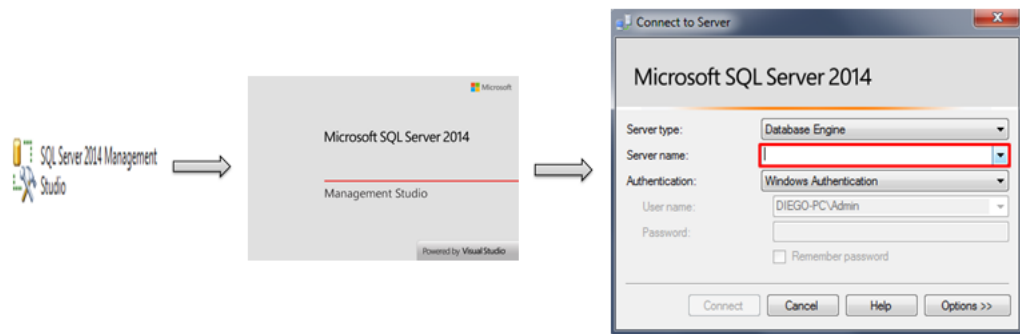 SQL Server 2014 Management
Studio
Microsoft
Microsoft SQL Server 2014
Management Studio
Powered by Visual Studio
Connect to Server
Microsoft SQL Server 2014
Server type: Database Engine
Server name:
Authentication: Windows Authentication
User name: DIEGO-PC\Admin
Password:
Remember password
Connect Cancel Help Options >>